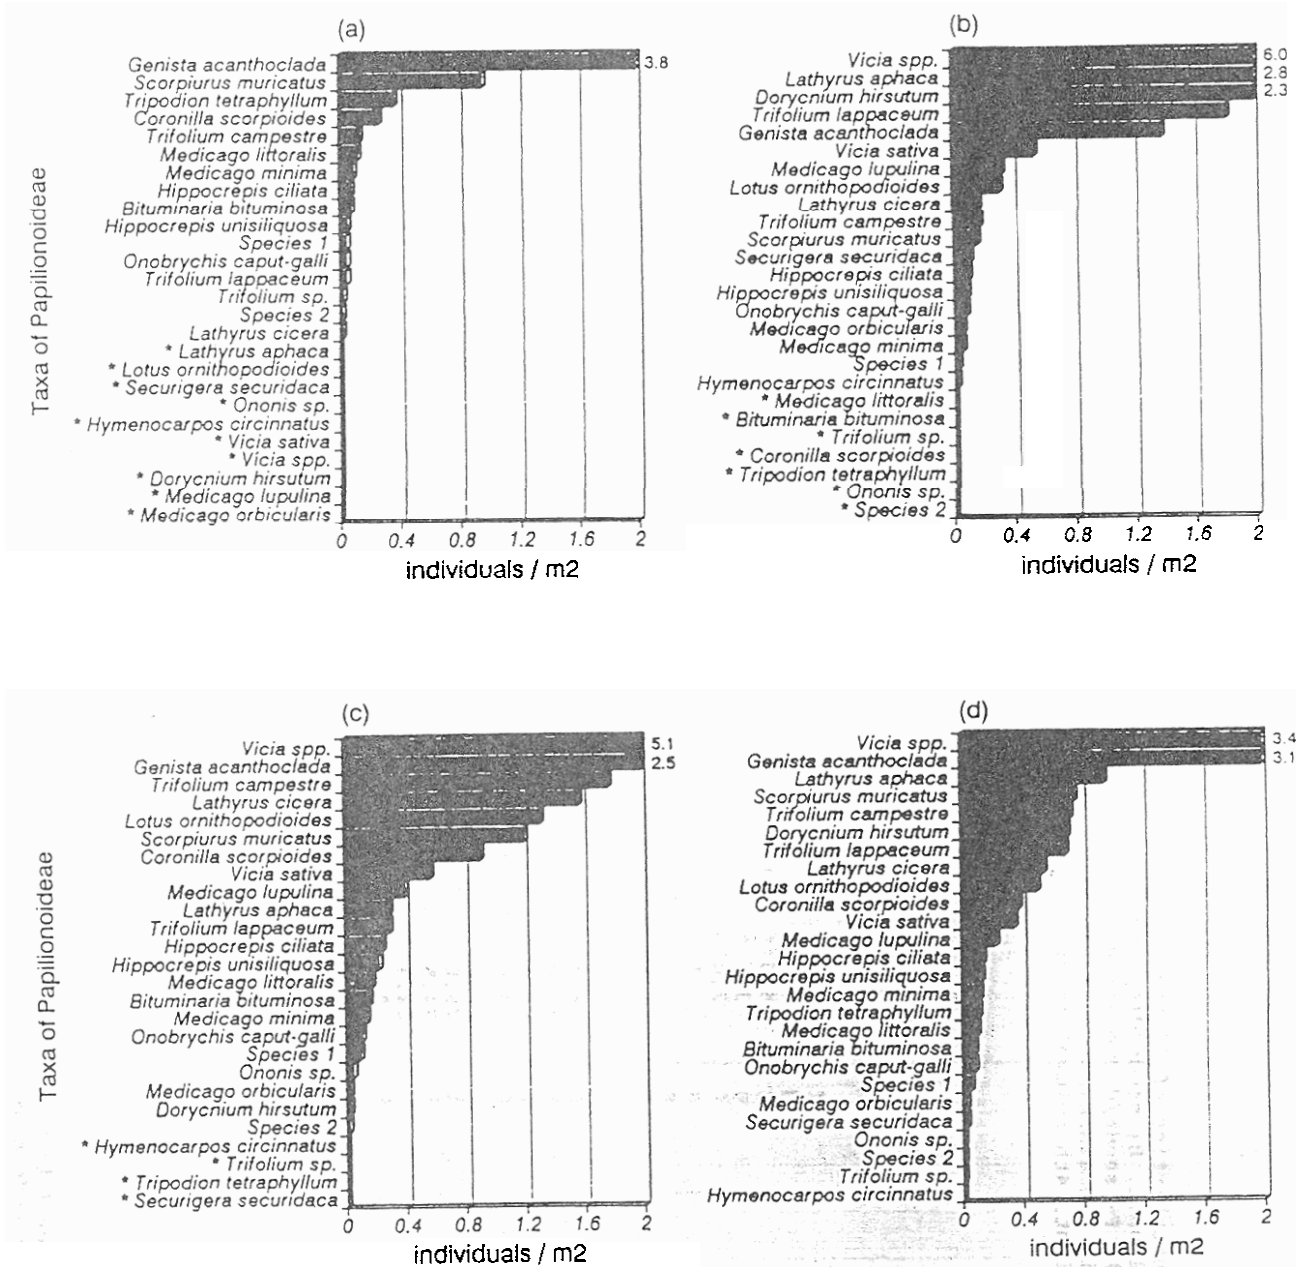 (a)
Taxa of Papilionoideae
Genista acanthoclada
3.8
Scorpiurus muricatus
Tripodion tetraphyllum
Coronilla scorpioides
Trifolium campestre
Medicago littoralis
Medicago minima
Hippocrepis ciliata
Bituminaria bituminosa
Hippocrepis unisiliquosa
Species 1
Onobrychis caput-galli
Trifolium lappaceum
Trifolium sp.
Species 2
Lathyrus cicera
* Lathyrus aphaca
* Lotus ornithopodioides
* Securigera securidaca
* Ononis sp.
* Hymenocarpos circinnatus
* Vicia sativa
* Vicia spp.
* Dorycnium hirsutum
* Medicago lupulina
* Medicago orbicularis
0 0.4 0.8 1.2 1.6 2
individuals / m2
(b)
Vicia spp.
6.0
Lathyrus aphaca
2.8
Dorycnium hirsutum
2.3
Trifolium lappaceum
Genista acanthoclada
Vicia sativa
Medicago lupulina
Lotus ornithopodioides
Lathyrus cicera
Trifolium campestre
Scorpiurus muricatus
Securigera securidaca
Hippocrepis ciliata
Hippocrepis unisiliquosa
Onobrychis caput-galli
Medicago orbicularis
Medicago minima
Species 1
Hymenocarpos circinnatus
* Medicago littoralis
* Bituminaria bituminosa
* Trifolium sp.
* Coronilla scorpioides
* Tripodion tetraphyllum
* Ononis sp.
* Species 2
0 0.4 0.8 1.2 1.6 2
individuals / m2
(c)
Taxa of Papilionoideae
Vicia spp.
5.1
Genista acanthoclada
2.5
Trifolium campestre
Lathyrus cicera
Lotus ornithopodioides
Scorpiurus muricatus
Coronilla scorpioides
Vicia sativa
Medicago lupulina
Lathyrus aphaca
Trifolium lappaceum
Hippocrepis ciliata
Hippocrepis unisiliquosa
Medicago littoralis
Bituminaria bituminosa
Medicago minima
Onobrychis caput-galli
Species 1
Ononis sp.
Medicago orbicularis
Dorycnium hirsutum
Species 2
* Hymenocarpos circinnatus
* Trifolium sp.
* Tripodion tetraphyllum
* Securigera securidaca
0 0.4 0.8 1.2 1.6 2
individuals / m2
(d)
Vicia spp.
3.4
Genista acanthoclada
3.1
Lathyrus aphaca
Scorpiurus muricatus
Trifolium campestre
Dorycnium hirsutum
Trifolium lappaceum
Lathyrus cicera
Lotus ornithopodioides
Coronilla scorpioides
Vicia sativa
Medicago lupulina
Hippocrepis ciliata
Hippocrepis unisiliquosa
Medicago minima
Tripodion tetraphyllum
Medicago littoralis
Bituminaria bituminosa
Onobrychis caput-galli
Species 1
Medicago orbicularis
Securigera securidaca
Ononis sp.
Species 2
Trifolium sp.
Hymenocarpos circinnatus
0 0.4 0.8 1.2 1.6 2
individuals / m2